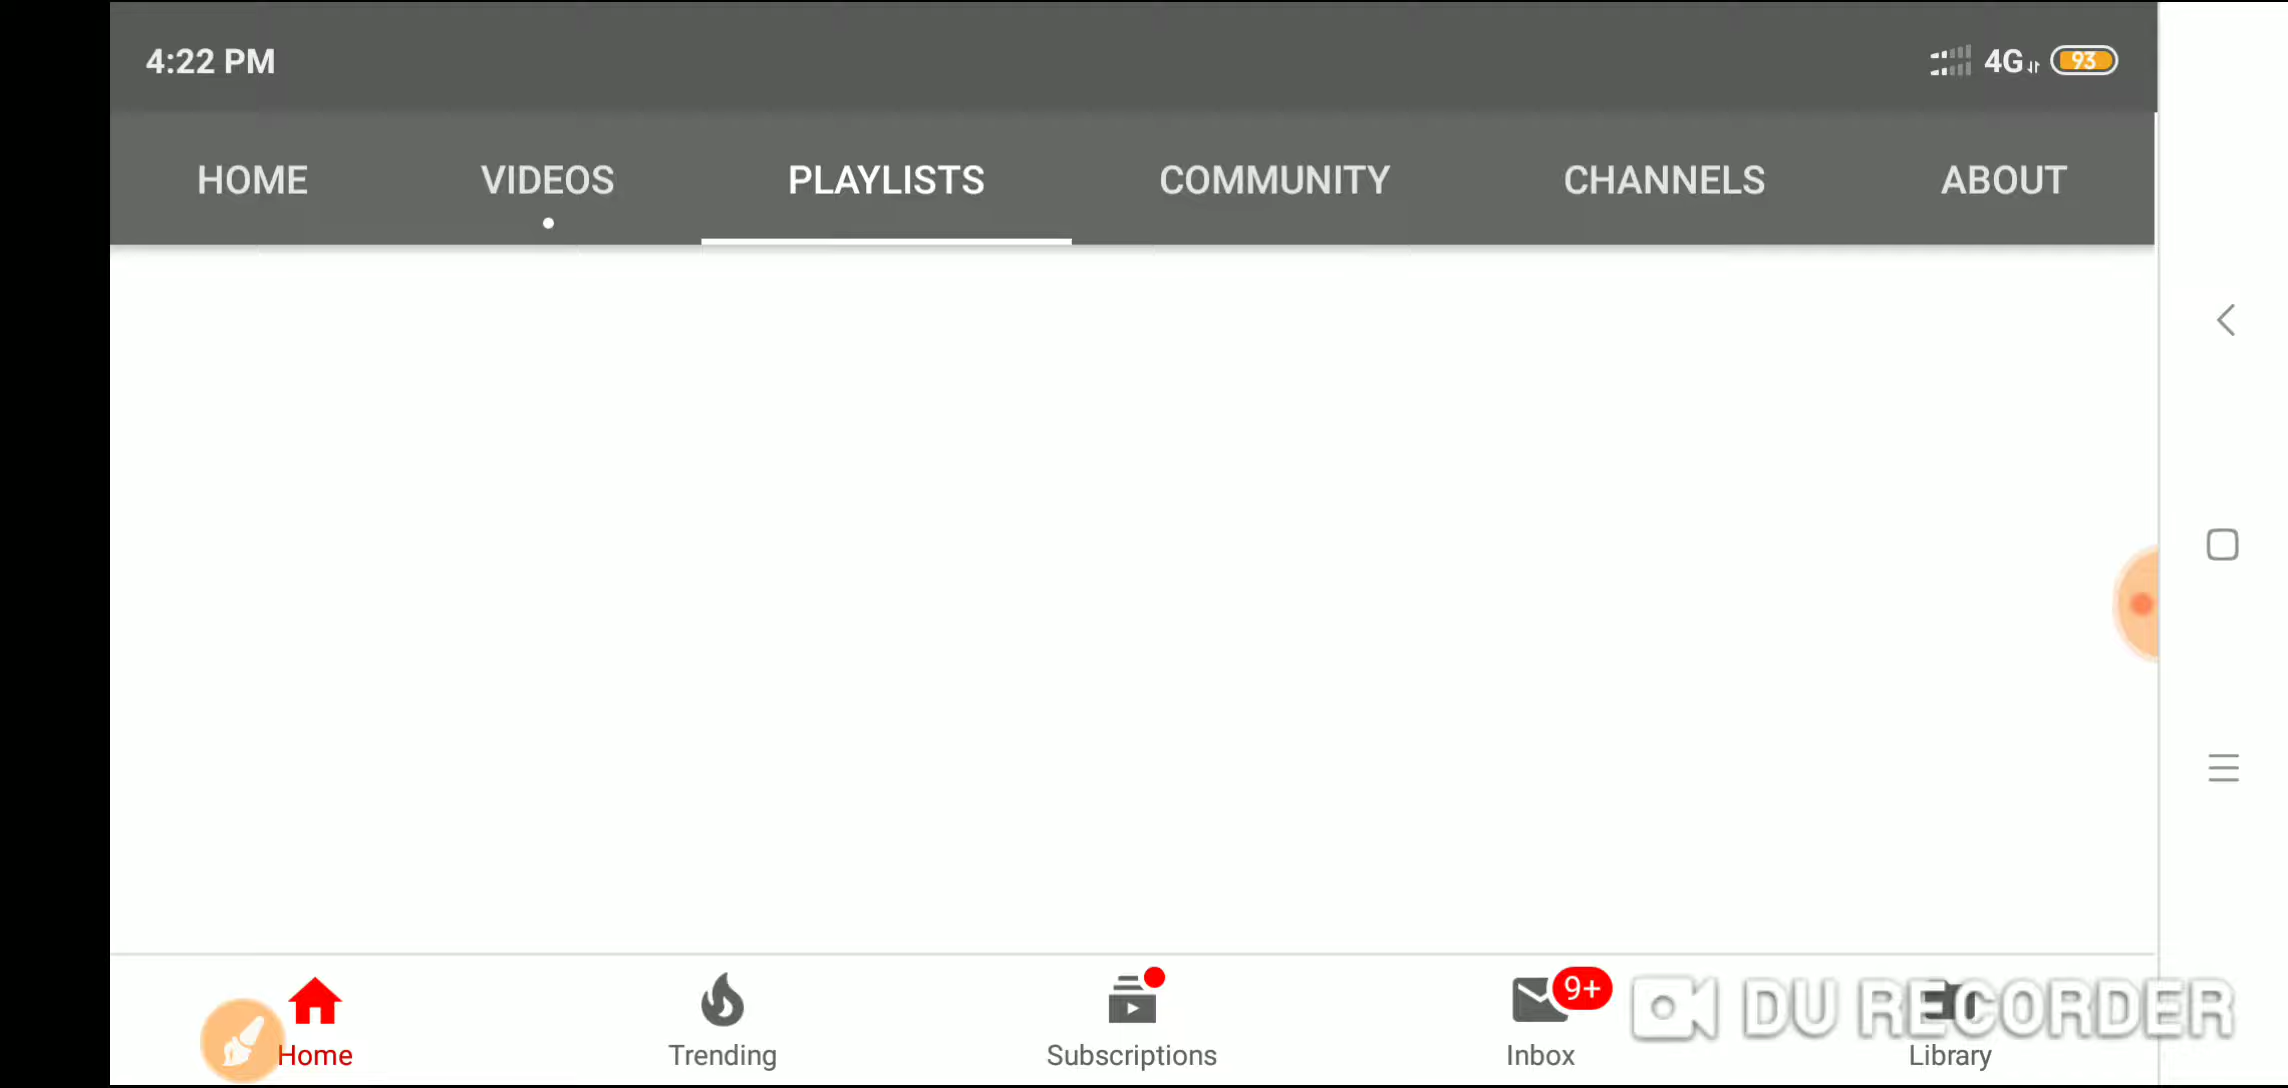 4:22 PM 4G 93
HOME VIDEOS PLAYLISTS COMMUNITY CHANNELS ABOUT
9+
DU RECORDER
Home Trending Subscriptions Inbox Library